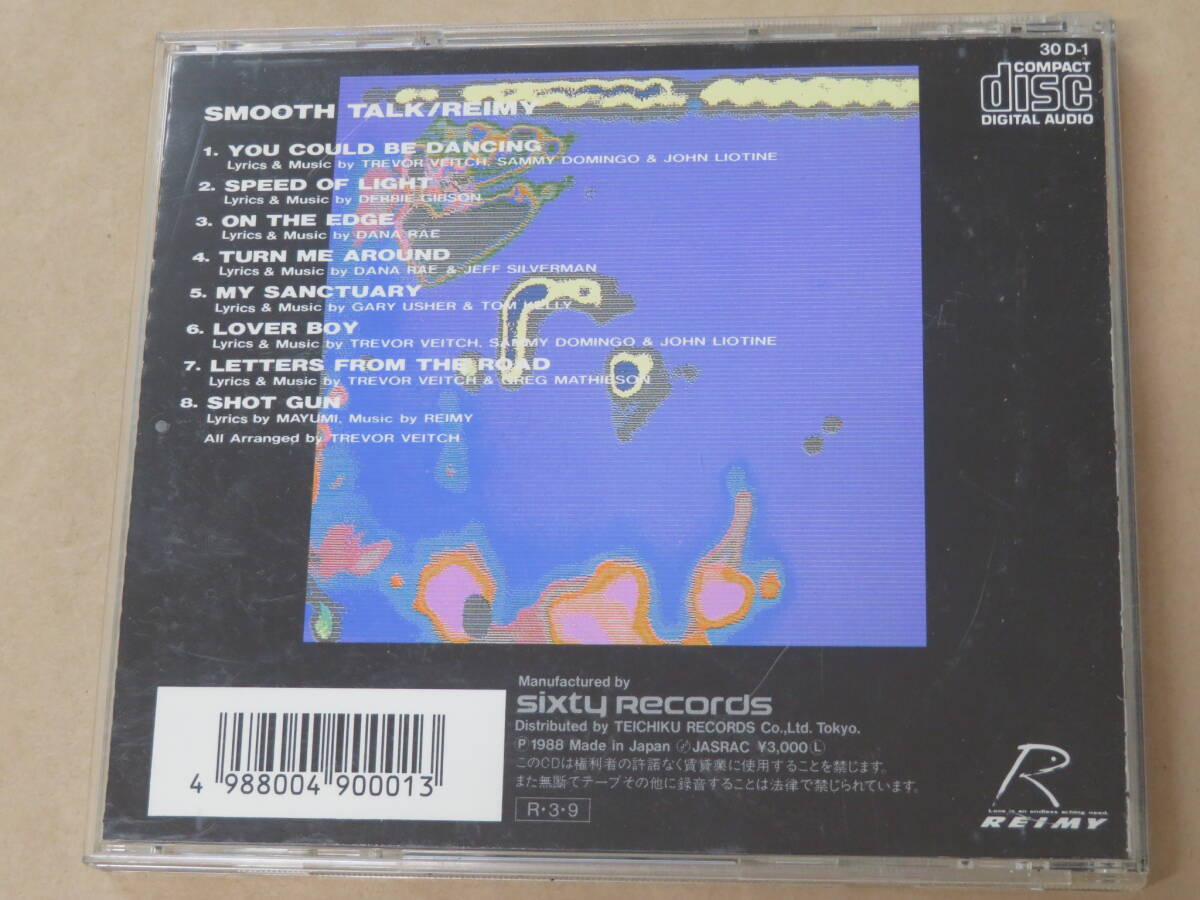 30 D-1
COMPACT
disc
DIGITAL AUDIO
SMOOTH TALK/REIMY
1. YOU COULD BE DANCING
Lyrics & Music by TREVOR VEITCH, SAMMY DOMINGO & JOHN LIOTINE
2. SPEED OF LIGHT
Lyrics & Music by DEBBIE GIBSON
3. ON THE EDGE
Lyrics & Music by DANA RAE
4. TURN ME AROUND
Lyrics & Music by DANA RAE & JEFF SILVERMAN
5. MY SANCTUARY
Lyrics & Music by GARY USHER & TOM KELLY
6. LOVER BOY
Lyrics & Music by TREVOR VEITCH, SAMMY DOMINGO & JOHN LIOTINE
7. LETTERS FROM THE ROAD
Lyrics & Music by TREVOR VEITCH & GREG MATHIESON
8. SHOT GUN
Lyrics by MAYUMI, Music by REIMY
All Arranged by TREVOR VEITCH
Manufactured by
sixty Records
Distributed by TEICHIKU RECORDS Co.,Ltd. Tokyo.
Ⓟ1988 Made in Japan JASRAC ¥3,000Ⓛ
このCDは権利者の許諾なく賃貸業に使用することを禁じます。
また無断でテープその他に録音することは法律で禁じられています。
R・3・9
4 988004 900013
R
Love is an endless aching need.
REIMY